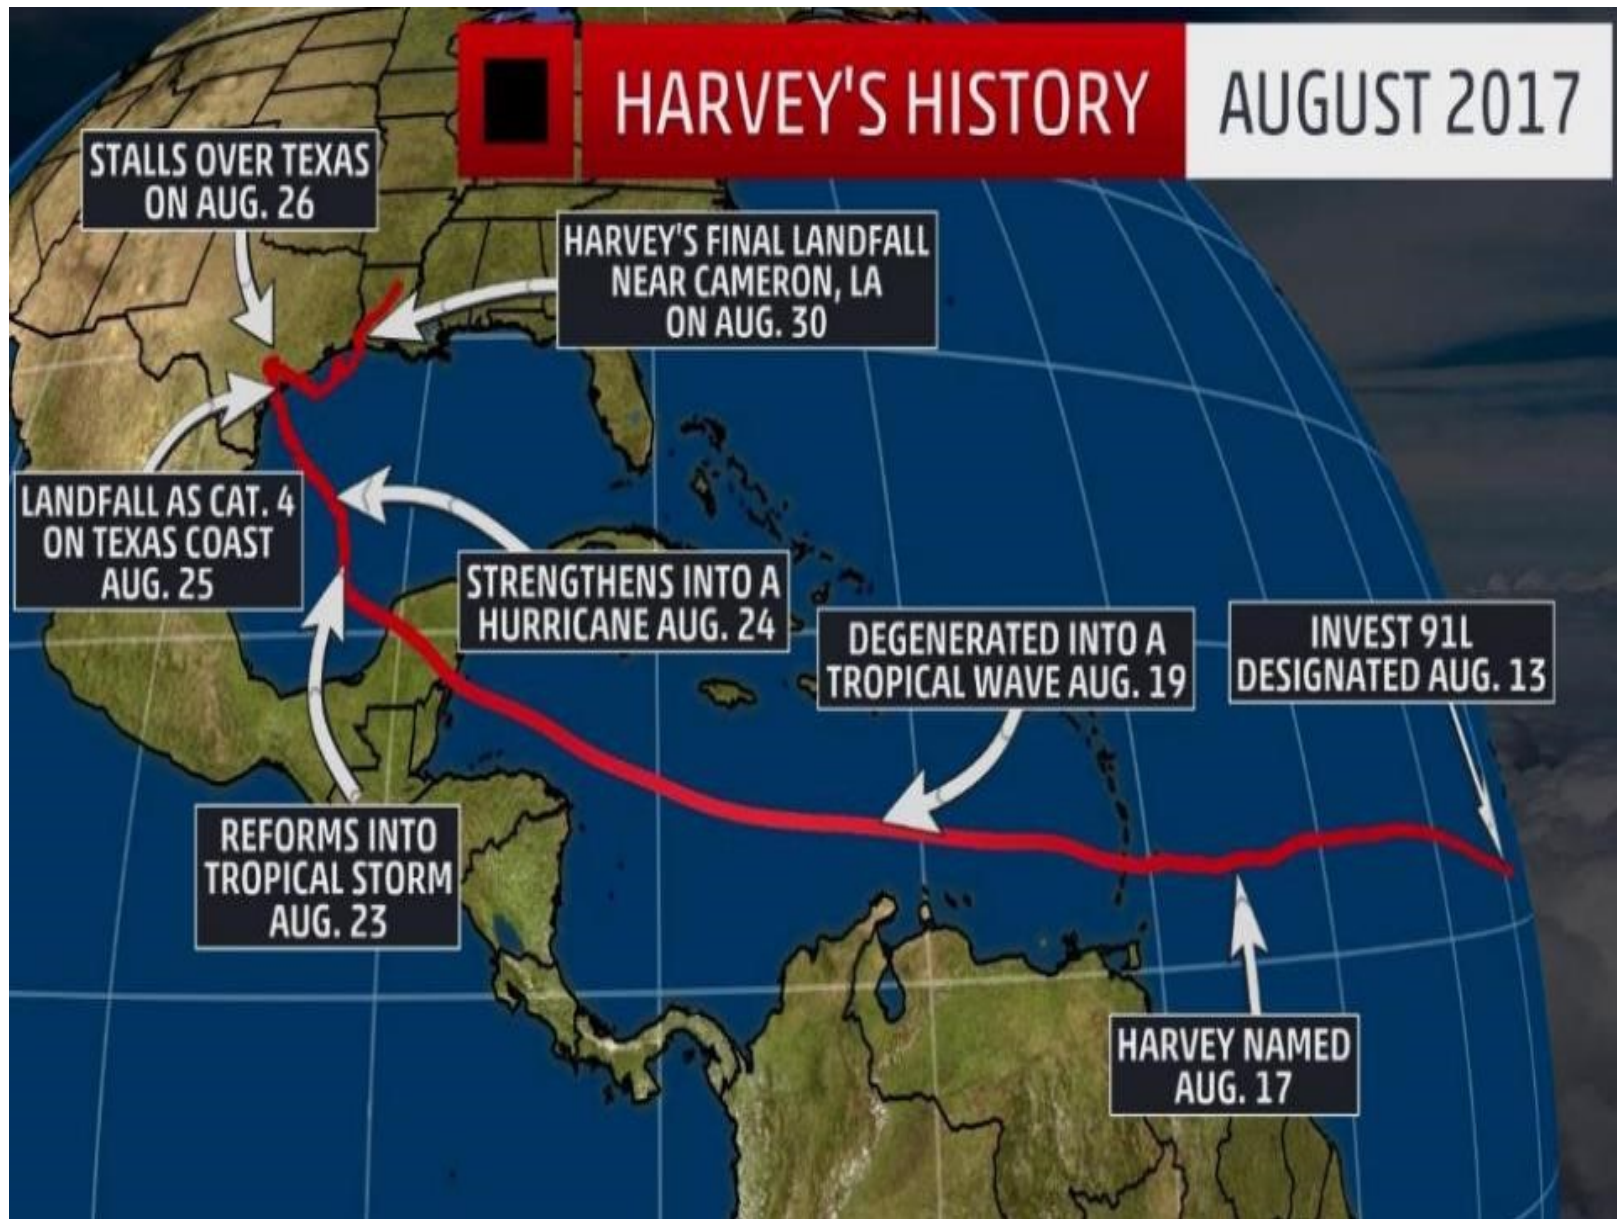 HARVEY'S HISTORY
AUGUST 2017
STALLS OVER TEXAS
ON AUG. 26
HARVEY'S FINAL LANDFALL
NEAR CAMERON, LA
ON AUG. 30
LANDFALL AS CAT. 4
ON TEXAS COAST
AUG. 25
STRENGTHENS INTO A
HURRICANE AUG. 24
DEGENERATED INTO A
TROPICAL WAVE AUG. 19
INVEST 91L
DESIGNATED AUG. 13
REFORMS INTO
TROPICAL STORM
AUG. 23
HARVEY NAMED
AUG. 17